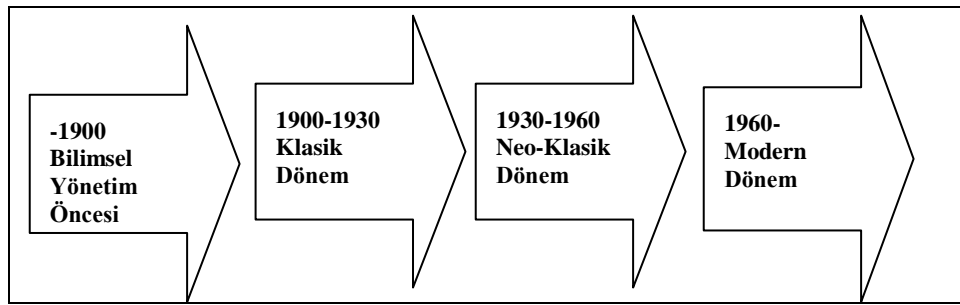 -1900
Bilimsel
Yönetim
Öncesi
1900-1930
Klasik
Dönem
1930-1960
Neo-Klasik
Dönem
1960-
Modern
Dönem